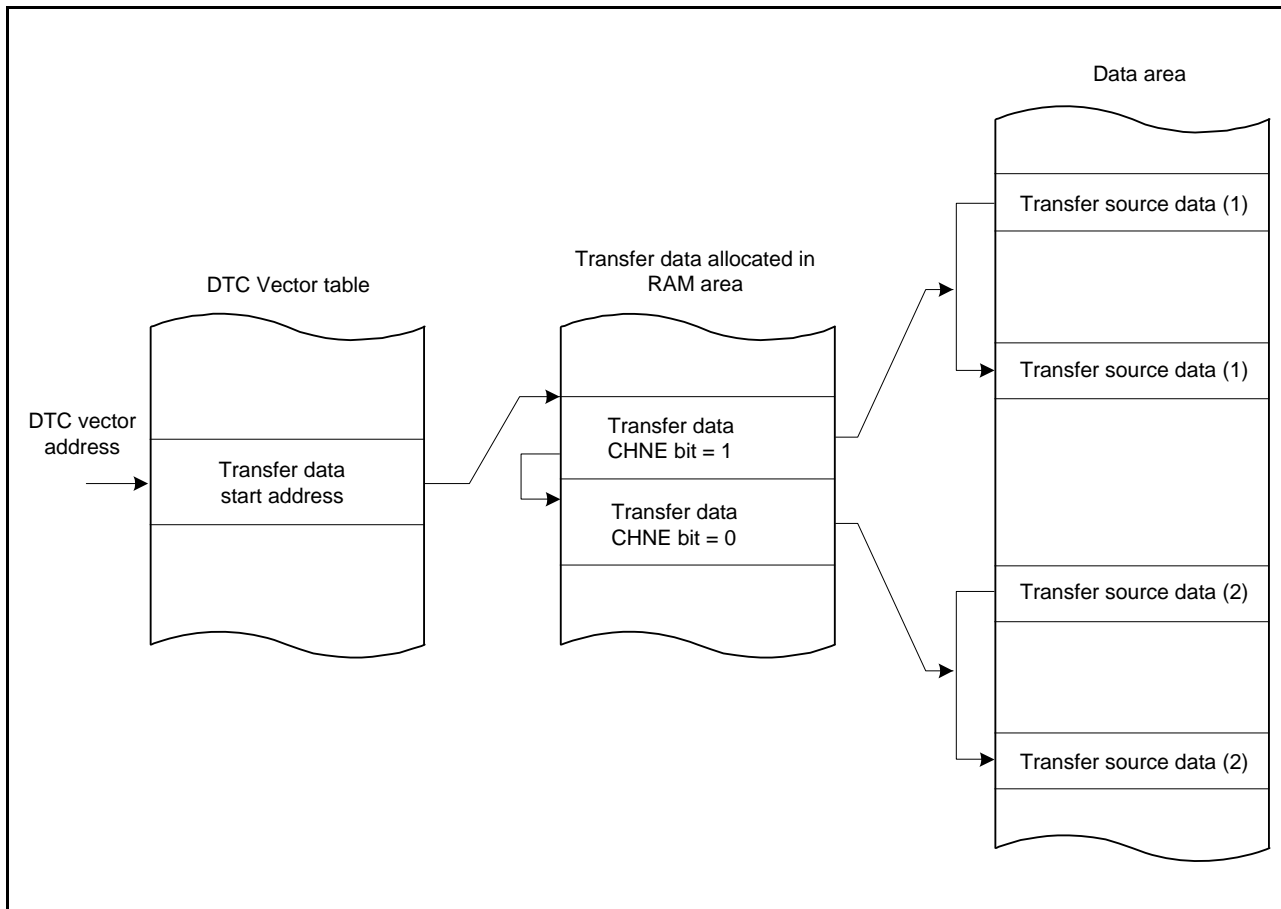 Data area
Transfer source data (1)
Transfer data allocated in
RAM area
DTC Vector table
Transfer source data (1)
DTC vector
address
Transfer data
CHNE bit = 1
Transfer data
start address
Transfer data
CHNE bit = 0
Transfer source data (2)
Transfer source data (2)